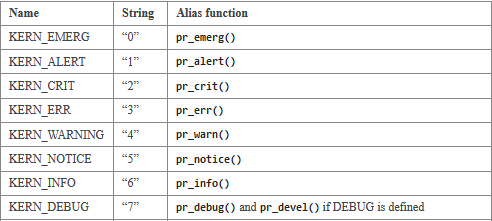 Name String Alias function
KERN_EMERG “0” pr_emerg()
KERN_ALERT “1” pr_alert()
KERN_CRIT “2” pr_crit()
KERN_ERR “3” pr_err()
KERN_WARNING “4” pr_warn()
KERN_NOTICE “5” pr_notice()
KERN_INFO “6” pr_info()
KERN_DEBUG “7” pr_debug() and pr_devel() if DEBUG is defined